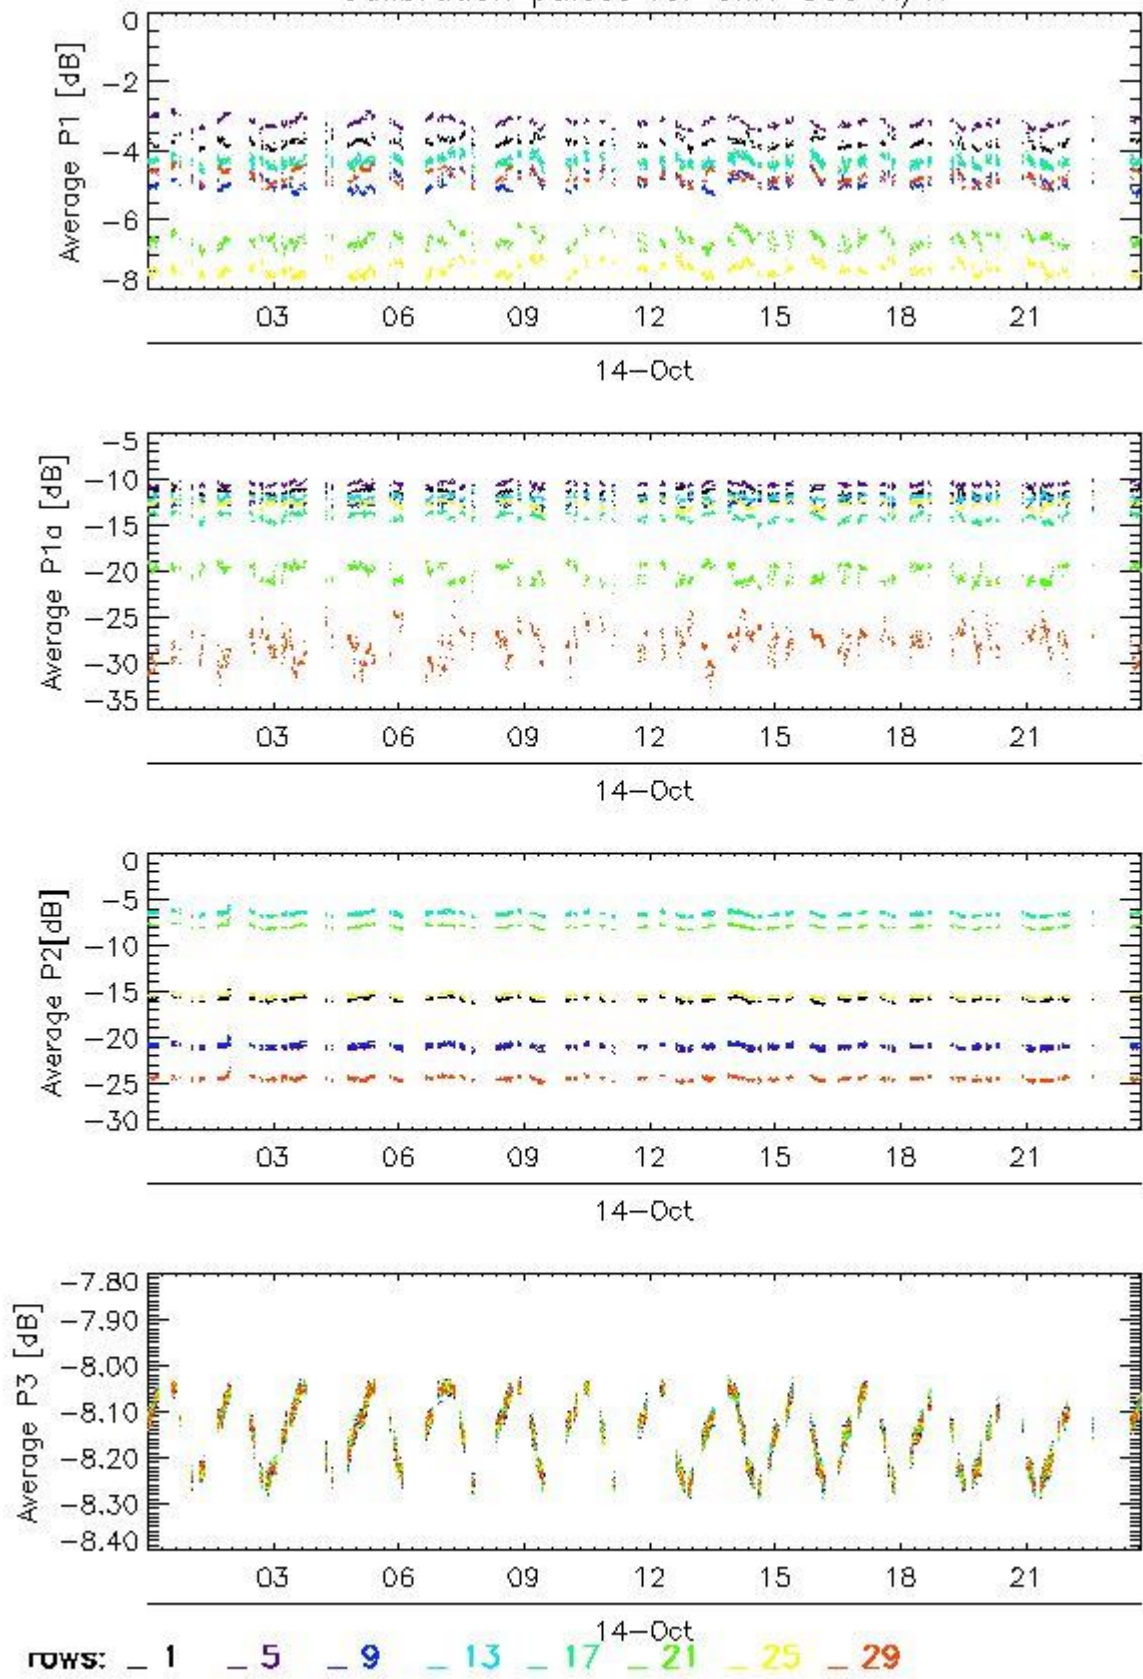 0
-2
-4
-6
-8
Average P1 [dB]
03 06 09 12 15 18 21
14-Oct
-5
-10
-15
-20
-25
-30
-35
Average P1a [dB]
03 06 09 12 15 18 21
14-Oct
0
-5
-10
-15
-20
-25
-30
Average P2[dB]
03 06 09 12 15 18 21
14-Oct
-7.80
-7.90
-8.00
-8.10
-8.20
-8.30
-8.40
Average P3 [dB]
03 06 09 12 15 18 21
14-Oct
rows: _ 1 _ 5 _ 9 _ 13 _ 17 _ 21 _ 25 _ 29